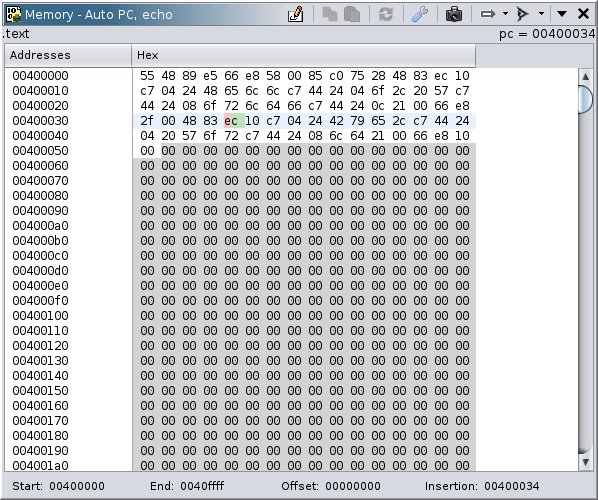 Memory - Auto PC, echo
.text pc = 00400034
Addresses Hex
00400000 55 48 89 e5 66 e8 58 00 85 c0 75 28 48 83 ec 10
00400010 c7 04 24 48 65 6c 6c c7 44 24 04 6f 2c 20 57 c7
00400020 44 24 08 6f 72 6c 64 66 c7 44 24 0c 21 00 66 e8
00400030 2f 00 48 83 ec 10 c7 04 24 42 79 65 2c c7 44 24
00400040 04 20 57 6f 72 c7 44 24 08 6c 64 21 00 66 e8 10
00400050 00 00 00 00 00 00 00 00 00 00 00 00 00 00 00 00
00400060 00 00 00 00 00 00 00 00 00 00 00 00 00 00 00 00
00400070 00 00 00 00 00 00 00 00 00 00 00 00 00 00 00 00
00400080 00 00 00 00 00 00 00 00 00 00 00 00 00 00 00 00
00400090 00 00 00 00 00 00 00 00 00 00 00 00 00 00 00 00
004000a0 00 00 00 00 00 00 00 00 00 00 00 00 00 00 00 00
004000b0 00 00 00 00 00 00 00 00 00 00 00 00 00 00 00 00
004000c0 00 00 00 00 00 00 00 00 00 00 00 00 00 00 00 00
004000d0 00 00 00 00 00 00 00 00 00 00 00 00 00 00 00 00
004000e0 00 00 00 00 00 00 00 00 00 00 00 00 00 00 00 00
004000f0 00 00 00 00 00 00 00 00 00 00 00 00 00 00 00 00
00400100 00 00 00 00 00 00 00 00 00 00 00 00 00 00 00 00
00400110 00 00 00 00 00 00 00 00 00 00 00 00 00 00 00 00
00400120 00 00 00 00 00 00 00 00 00 00 00 00 00 00 00 00
00400130 00 00 00 00 00 00 00 00 00 00 00 00 00 00 00 00
00400140 00 00 00 00 00 00 00 00 00 00 00 00 00 00 00 00
00400150 00 00 00 00 00 00 00 00 00 00 00 00 00 00 00 00
00400160 00 00 00 00 00 00 00 00 00 00 00 00 00 00 00 00
00400170 00 00 00 00 00 00 00 00 00 00 00 00 00 00 00 00
00400180 00 00 00 00 00 00 00 00 00 00 00 00 00 00 00 00
00400190 00 00 00 00 00 00 00 00 00 00 00 00 00 00 00 00
004001a0 00 00 00 00 00 00 00 00 00 00 00 00 00 00 00 00
Start: 00400000 End: 0040ffff Offset: 00000000 Insertion: 00400034